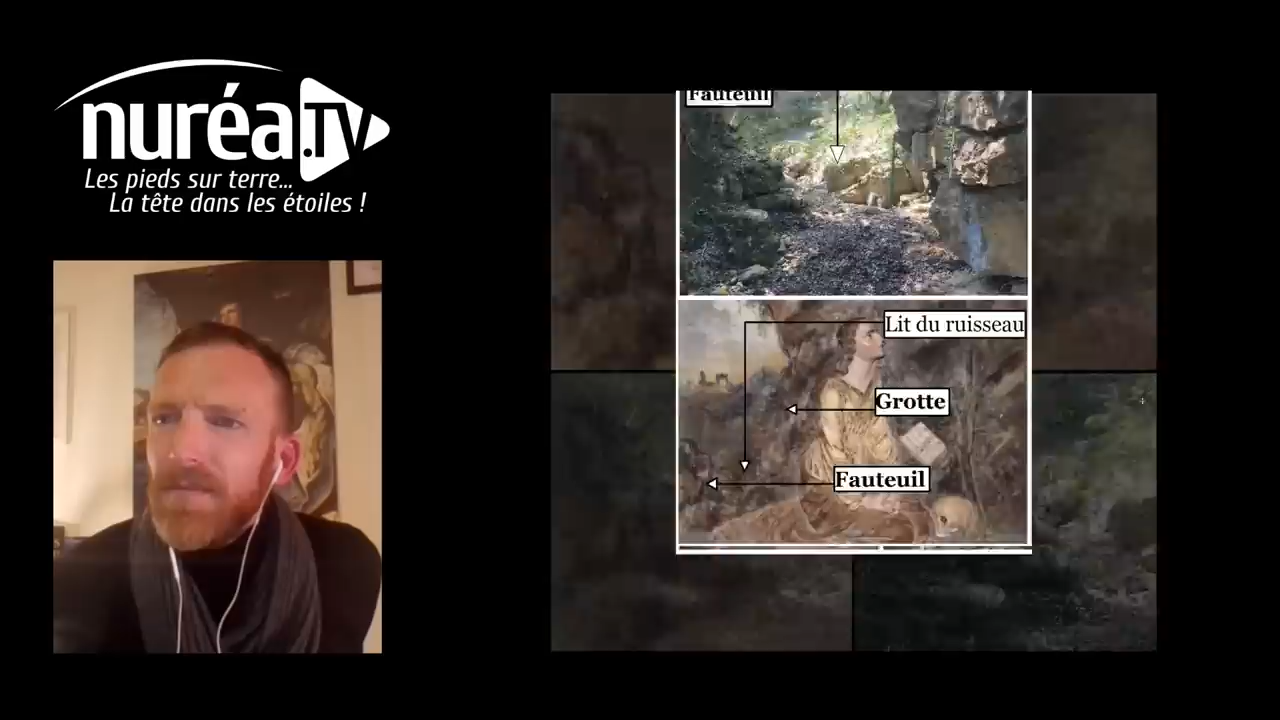 nuréa.TV
Les pieds sur terre...
La tête dans les étoiles !
Fauteuil
Lit du ruisseau
Grotte
Fauteuil